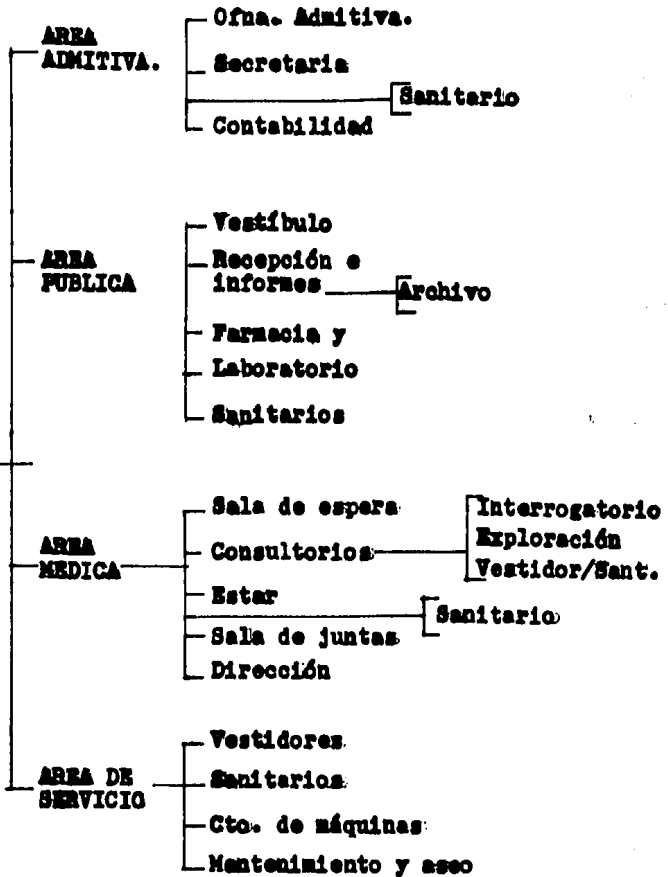 AREA
ADMITIVA.
Ofna. Admitiva.
Secretaria
Sanitario
Contabilidad
AREA
PUBLICA
Vestíbulo
Recepción e
informes
Archivo
Farmacia y
Laboratorio
Sanitarios
AREA
MEDICA
Sala de espera
Consultorios
Interrogatorio
Exploración
Vestidor/Sant.
Estar
Sanitario
Sala de juntas
Dirección
AREA DE
SERVICIO
Vestidores
Sanitarios
Cto. de máquinas
Mantenimiento y aseo